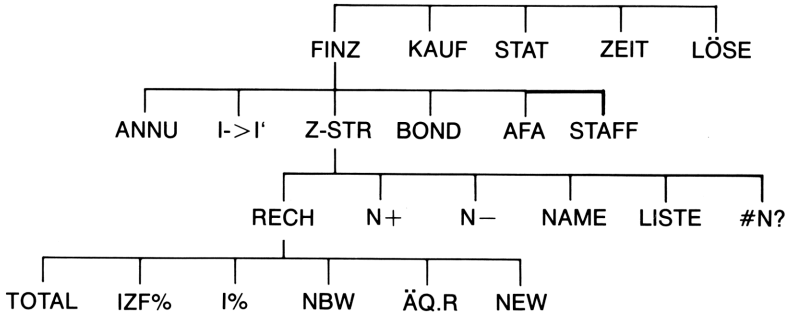 FINZ KAUF STAT ZEIT LÖSE
ANNU I->I‘ Z-STR BOND AFA STAFF
RECH N+ N− NAME LISTE #N?
TOTAL IZF% I% NBW ÄQ.R NEW